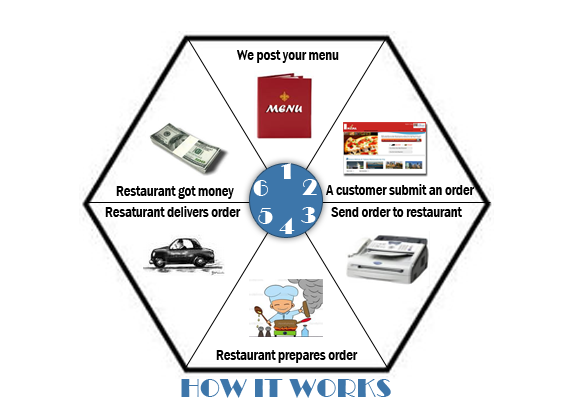 We post your menu
MENU
A customer submit an order
Send order to restaurant
Restaurant prepares order
Resaturant delivers order
Restaurant got money
1
2
3
4
5
6
HOW IT WORKS